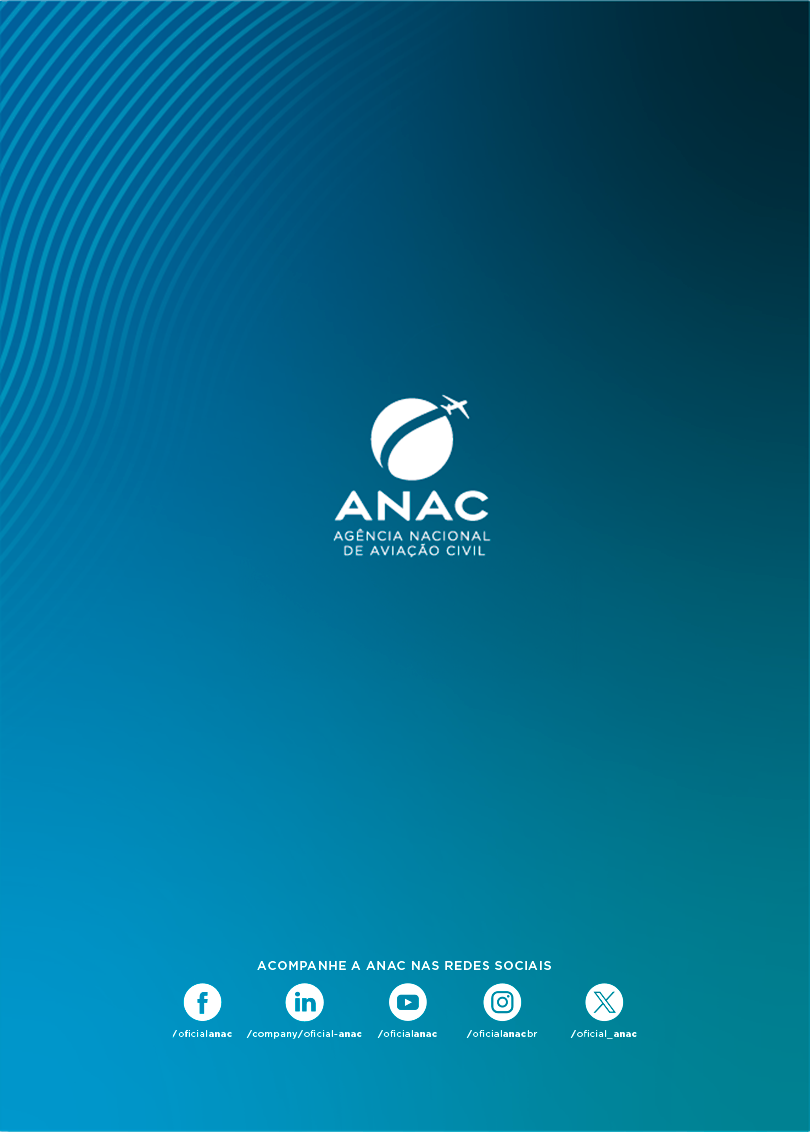 ANAC
AGÊNCIA NACIONAL
DE AVIAÇÃO CIVIL
ACOMPANHE A ANAC NAS REDES SOCIAIS
/oficialanac /company/oficial-anac /oficialanac /oficialanacbr /oficial_anac